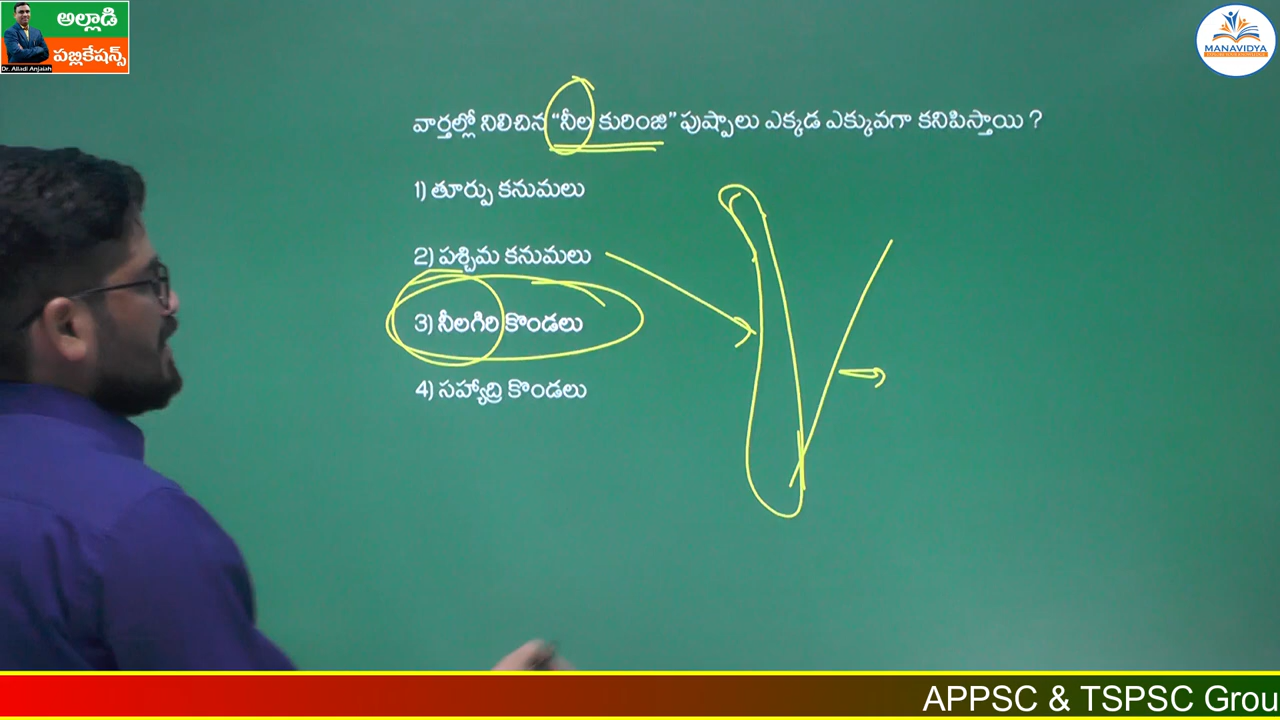 అల్లాడి
పబ్లికేషన్స్
Dr. Alladi Anjaiah
MANAVIDYA
వార్తల్లో నిలిచిన "నీల కురింజి" పుష్పాలు ఎక్కడ ఎక్కువగా కనిపిస్తాయి ?
1) తూర్పు కనుమలు
2) పశ్చిమ కనుమలు
3) నీలగిరి కొండలు
4) సహ్యాద్రి కొండలు
APPSC & TSPSC Grou